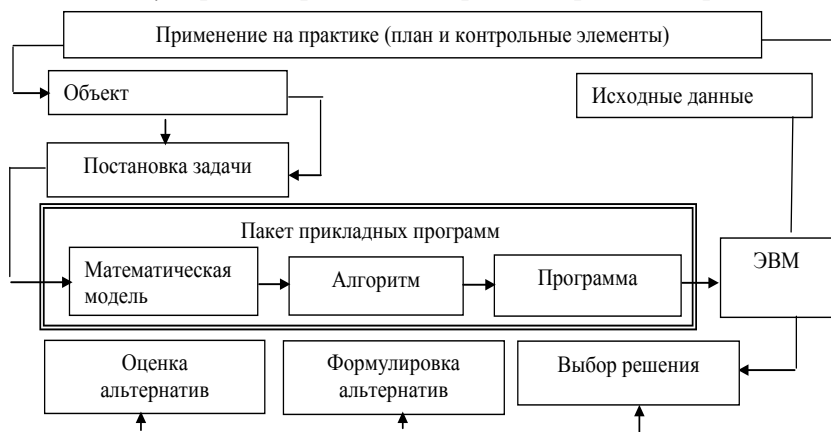 Применение на практике (план и контрольные элементы)
Объект
Исходные данные
Постановка задачи
Пакет прикладных программ
Математическая
модель
Алгоритм
Программа
ЭВМ
Оценка
альтернатив
Формулировка
альтернатив
Выбор решения